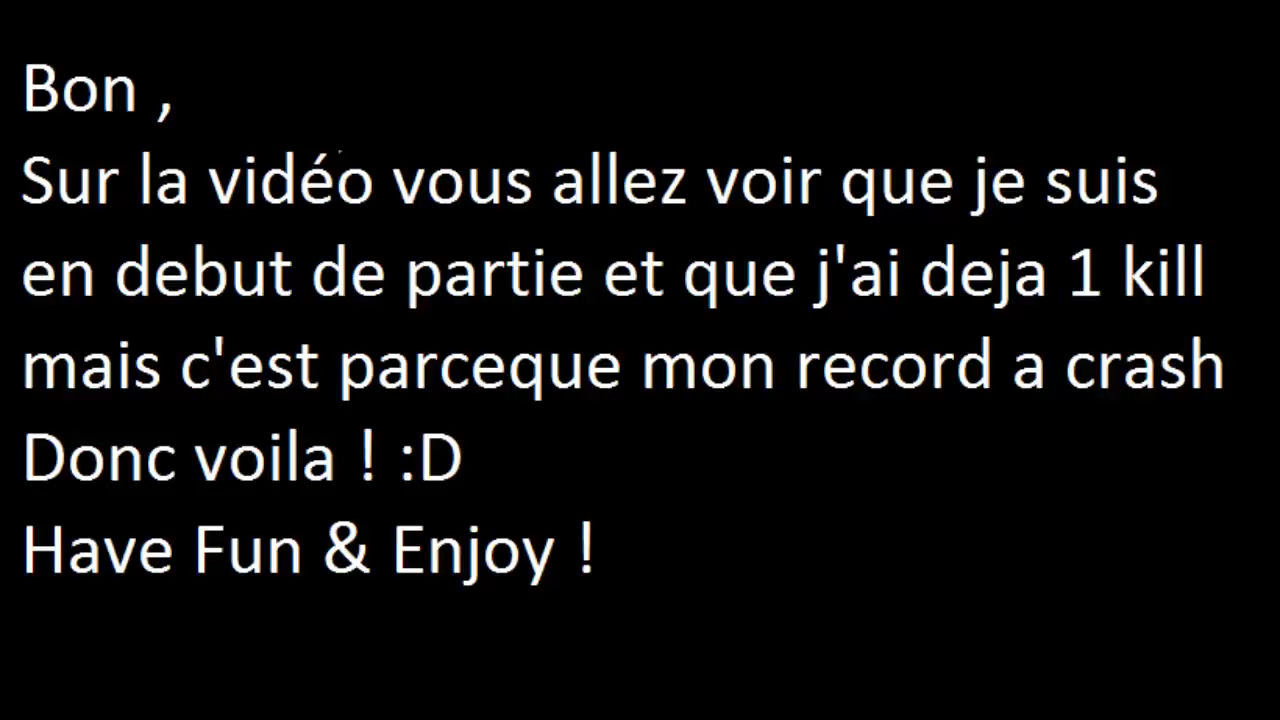 Bon ,
Sur la vidéo vous allez voir que je suis
en debut de partie et que j'ai deja 1 kill
mais c'est parceque mon record a crash
Donc voila ! :D
Have Fun & Enjoy !